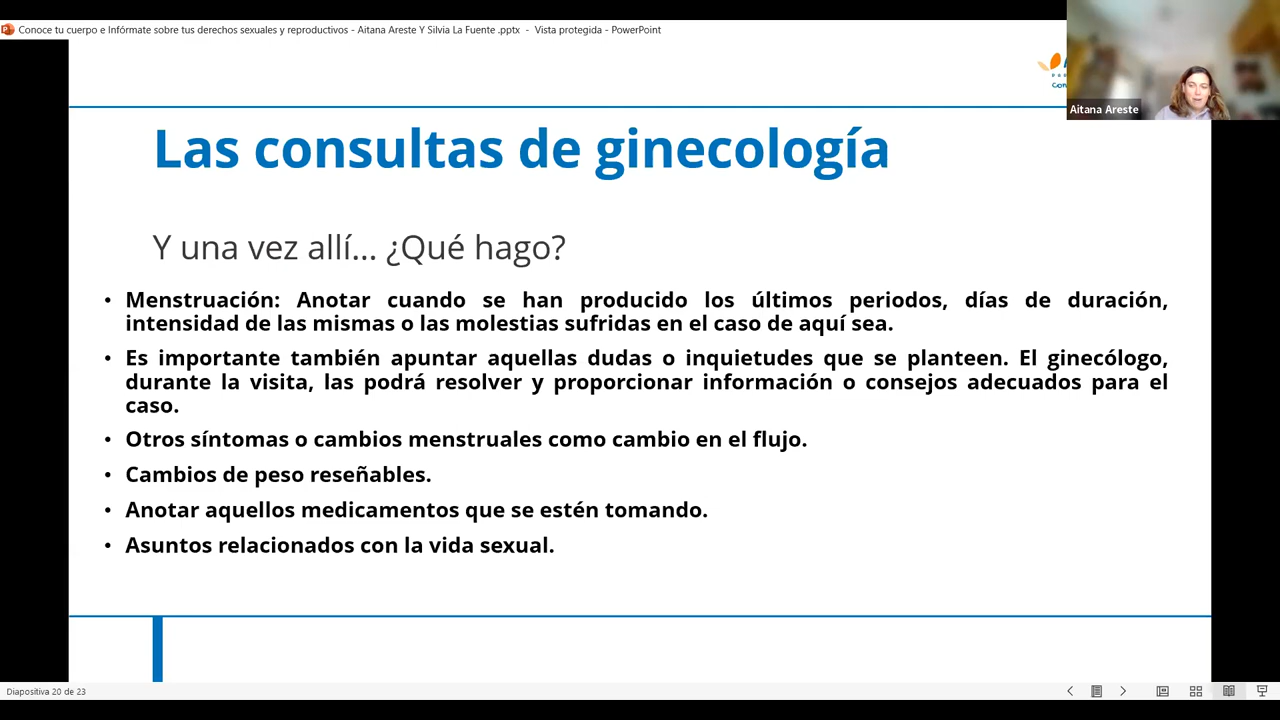 Conoce tu cuerpo e Infórmate sobre tus derechos sexuales y reproductivos - Aitana Areste Y Silvia La Fuente .pptx - Vista protegida - PowerPoint
Aitana Areste
Las consultas de ginecología
Y una vez allí... ¿Qué hago?
• Menstruación: Anotar cuando se han producido los últimos periodos, días de duración,
intensidad de las mismas o las molestias sufridas en el caso de aquí sea.
• Es importante también apuntar aquellas dudas o inquietudes que se planteen. El ginecólogo,
durante la visita, las podrá resolver y proporcionar información o consejos adecuados para el
caso.
• Otros síntomas o cambios menstruales como cambio en el flujo.
• Cambios de peso reseñables.
• Anotar aquellos medicamentos que se estén tomando.
• Asuntos relacionados con la vida sexual.
Diapositiva 20 de 23